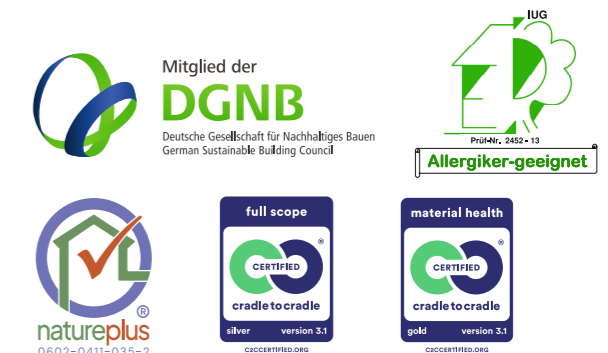 Mitglied der
DGNB
Deutsche Gesellschaft für Nachhaltiges Bauen
German Sustainable Building Council
IUG
Prüf-Nr. 2452 - 13
Allergiker-geeignet
natureplus
®
0602-0411-035-2
full scope
®
CERTIFIED
cradle to cradle
silver version 3.1
C2CCERTIFIED.ORG
material health
®
CERTIFIED
cradle to cradle
gold version 3.1
C2CCERTIFIED.ORG